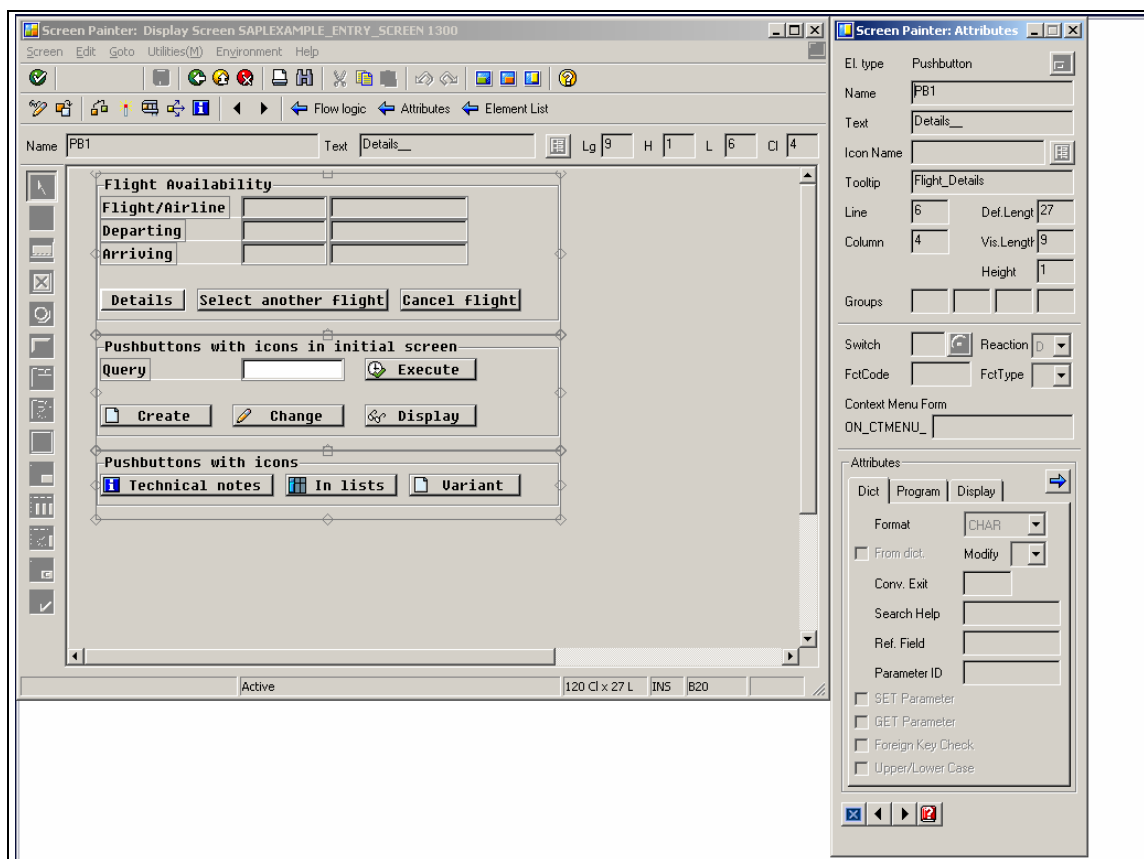 Screen Painter: Display Screen SAPLEXAMPLE_ENTRY_SCREEN 1300
Screen Edit Goto Utilities(M) Environment Help
Flow logic Attributes Element List
Name PB1 Text Details__ Lg 9 H 1 L 6 Cl 4
Flight Availability
Flight/Airline
Departing
Arriving
Details Select another flight Cancel flight
Pushbuttons with icons in initial screen
Query Execute
Create Change Display
Pushbuttons with icons
Technical notes In lists Variant
Active 120 Cl x 27 L INS B20
Screen Painter: Attributes
El. type Pushbutton
Name PB1
Text Details__
Icon Name
Tooltip Flight_Details
Line 6 Def.Lengt 27
Column 4 Vis.Length 9
Height 1
Groups
Switch Reaction D
FctCode FctType
Context Menu Form
ON_CTMENU_
Attributes
Dict Program Display
Format CHAR
From dict. Modify
Conv. Exit
Search Help
Ref. Field
Parameter ID
SET Parameter
GET Parameter
Foreign Key Check
Upper/Lower Case